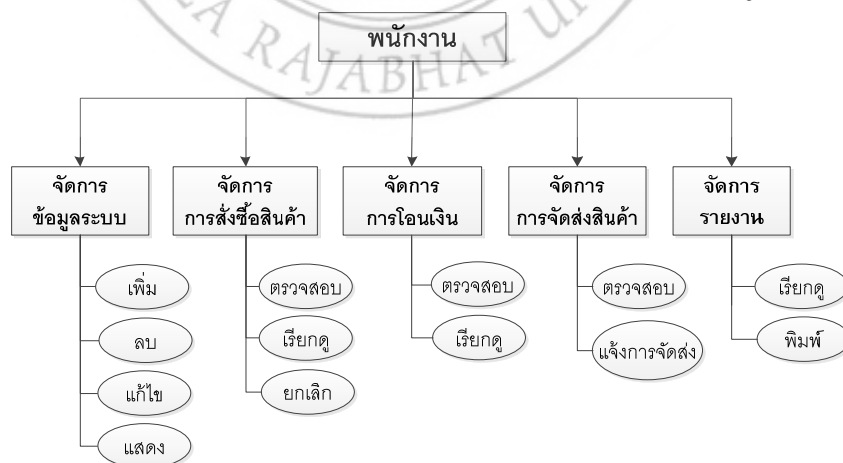 LA RAJABHAT U
พนักงาน
จัดการ
ข้อมูลระบบ
จัดการ
การสั่งซื้อสินค้า
จัดการ
การโอนเงิน
จัดการ
การจัดส่งสินค้า
จัดการ
รายงาน
เพิ่ม
ลบ
แก้ไข
แสดง
ตรวจสอบ
เรียกดู
ยกเลิก
ตรวจสอบ
เรียกดู
ตรวจสอบ
แจ้งการจัดส่ง
เรียกดู
พิมพ์